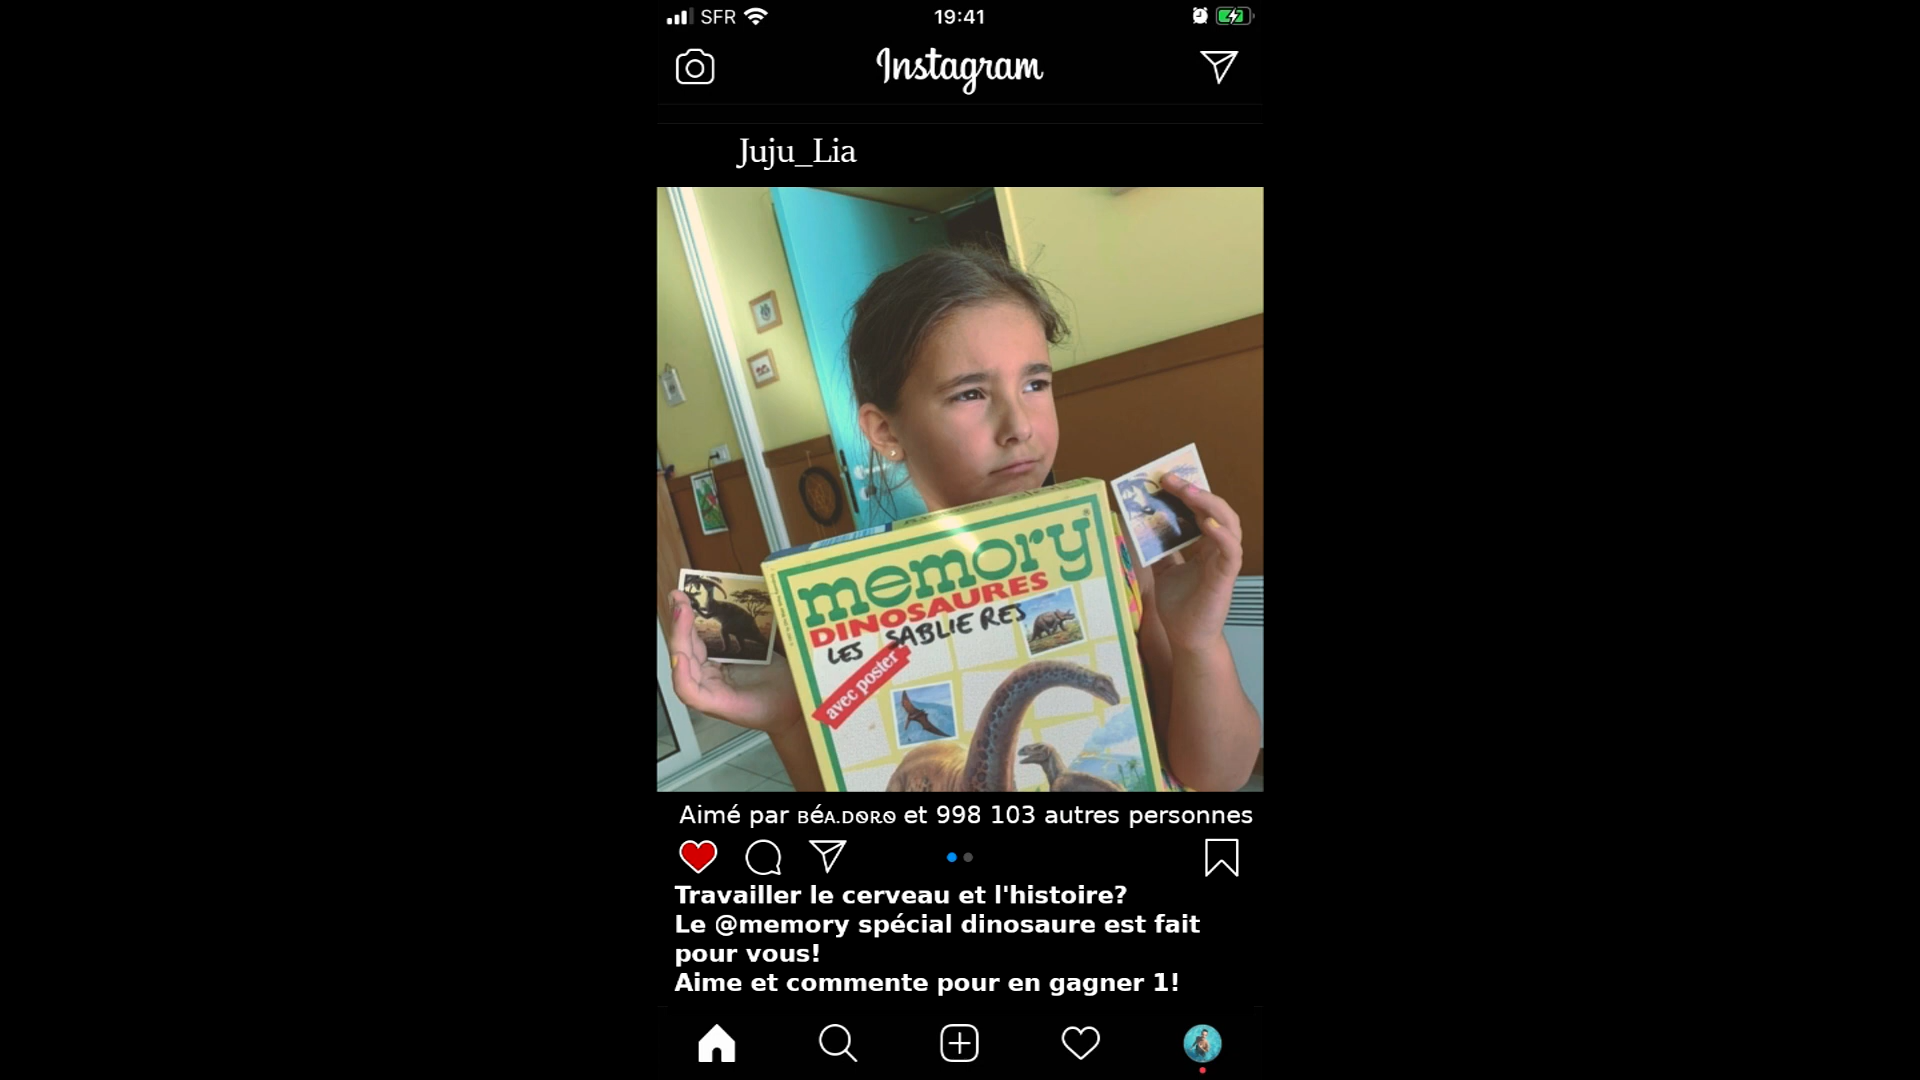 SFR 19:41
Instagram
Juju_Lia
memory
DINOSAURES
LES SABLIERES
avec poster
Aimé par Béa.doro et 998 103 autres personnes
Travailler le cerveau et l'histoire?
Le @memory spécial dinosaure est fait
pour vous!
Aime et commente pour en gagner 1!